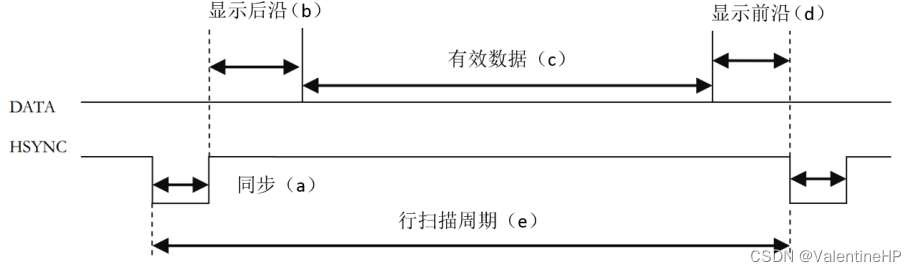 显示后沿（b）
显示前沿（d）
有效数据（c）
DATA
HSYNC
同步（a）
行扫描周期（e）
CSDN @ValentineHP